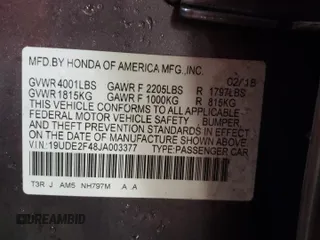 MFD. BY HONDA OF AMERICA MFG., INC. 02/18
GVWR 4001LBS GAWR F 2205LBS R 1797LBS
GVWR 1815KG GAWR F 1000KG R 815KG
THIS VEHICLE CONFORMS TO ALL APPLICABLE
FEDERAL MOTOR VEHICLE SAFETY, BUMPER,
AND THEFT PREVENTION STANDARDS IN EFFECT
ON THE DATE OF MANUFACTURE SHOWN ABOVE.
VIN: 19UDE2F48JA003377 TYPE: PASSENGER CAR
T3R J AM5 NH797M A A
DREAMBID